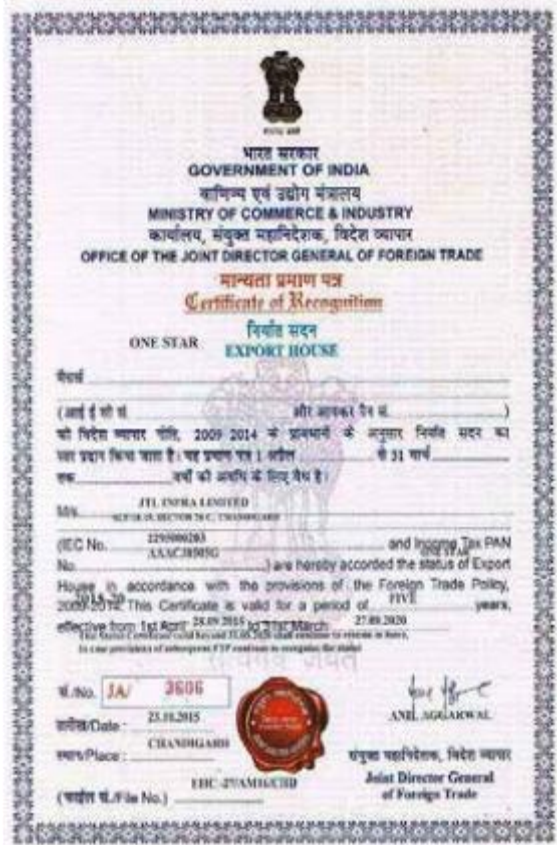 भारत सरकार
GOVERNMENT OF INDIA
वाणिज्य एवं उद्योग मंत्रालय
MINISTRY OF COMMERCE & INDUSTRY
कार्यालय, संयुक्त महानिदेशक, विदेश व्यापार
OFFICE OF THE JOINT DIRECTOR GENERAL OF FOREIGN TRADE
मान्यता प्रमाण पत्र
Certificate of Recognition
निर्यात सदन
ONE STAR EXPORT HOUSE
मैसर्स
(आई ई सी सं. और आयकर पैन सं. )
को विदेश व्यापार नीति, 2009-2014 के प्रावधानों के अनुसार निर्यात सदन का
स्तर प्रदान किया जाता है। यह प्रमाण पत्र 1 अप्रैल से 31 मार्च
तक वर्षों की अवधि के लिए वैध है।
M/s. JTL INFRA LIMITED
SECTOR CHANDIGARH
(IEC No. 2295000203 and Income Tax PAN
No. ONE STAR ) are hereby accorded the status of Export
House in accordance with the provisions of the Foreign Trade Policy,
2009-2014. This Certificate is valid for a period of FIVE years,
effective from 1st April 28.09.2015 to 31st March 27.09.2020
सं./No. JA/ 3606
तारीख/Date : 23.10.2015
स्थान/Place : CHANDIGARH
(फाईल सं./File No.)
ANIL AGGARWAL
संयुक्त महानिदेशक, विदेश व्यापार
Joint Director General
of Foreign Trade